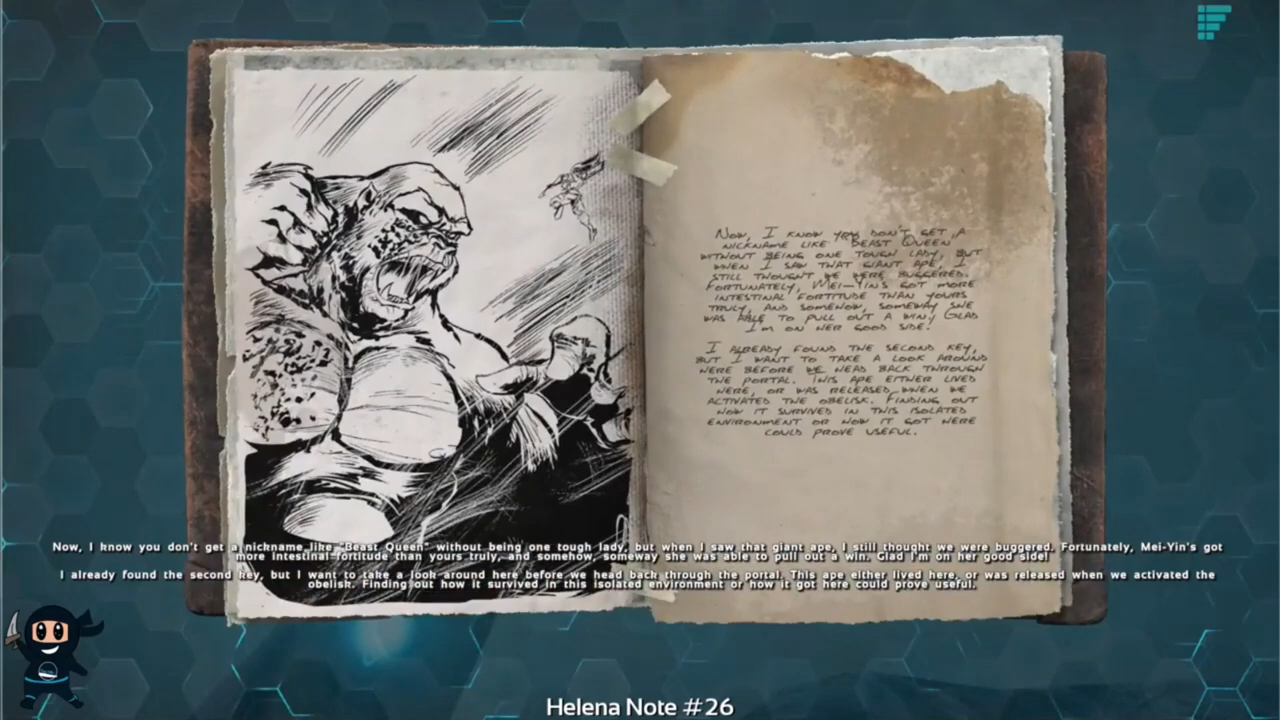 Now, I know you don't get a
nickname like "Beast Queen"
without being one tough lady, but
when I saw that giant ape, I
still thought we were buggered.
Fortunately, Mei-Yin's got more
intestinal fortitude than yours
truly, and somehow, someway she
was able to pull out a win! Glad
I'm on her good side!
I already found the second key,
but I want to take a look around
here before we head back through
the portal. This ape either lived
here, or was released when we
activated the obelisk. Finding out
how it survived in this isolated
environment or how it got here
could prove useful.
Now, I know you don't get a nickname like "Beast Queen" without being one tough lady, but when I saw that giant ape, I still thought we were buggered. Fortunately, Mei-Yin's got
more intestinal fortitude than yours truly, and somehow, someway she was able to pull out a win! Glad I'm on her good side!
I already found the second key, but I want to take a look around here before we head back through the portal. This ape either lived here, or was released when we activated the
obelisk. Finding out how it survived in this isolated environment or how it got here could prove useful.
Helena Note #26